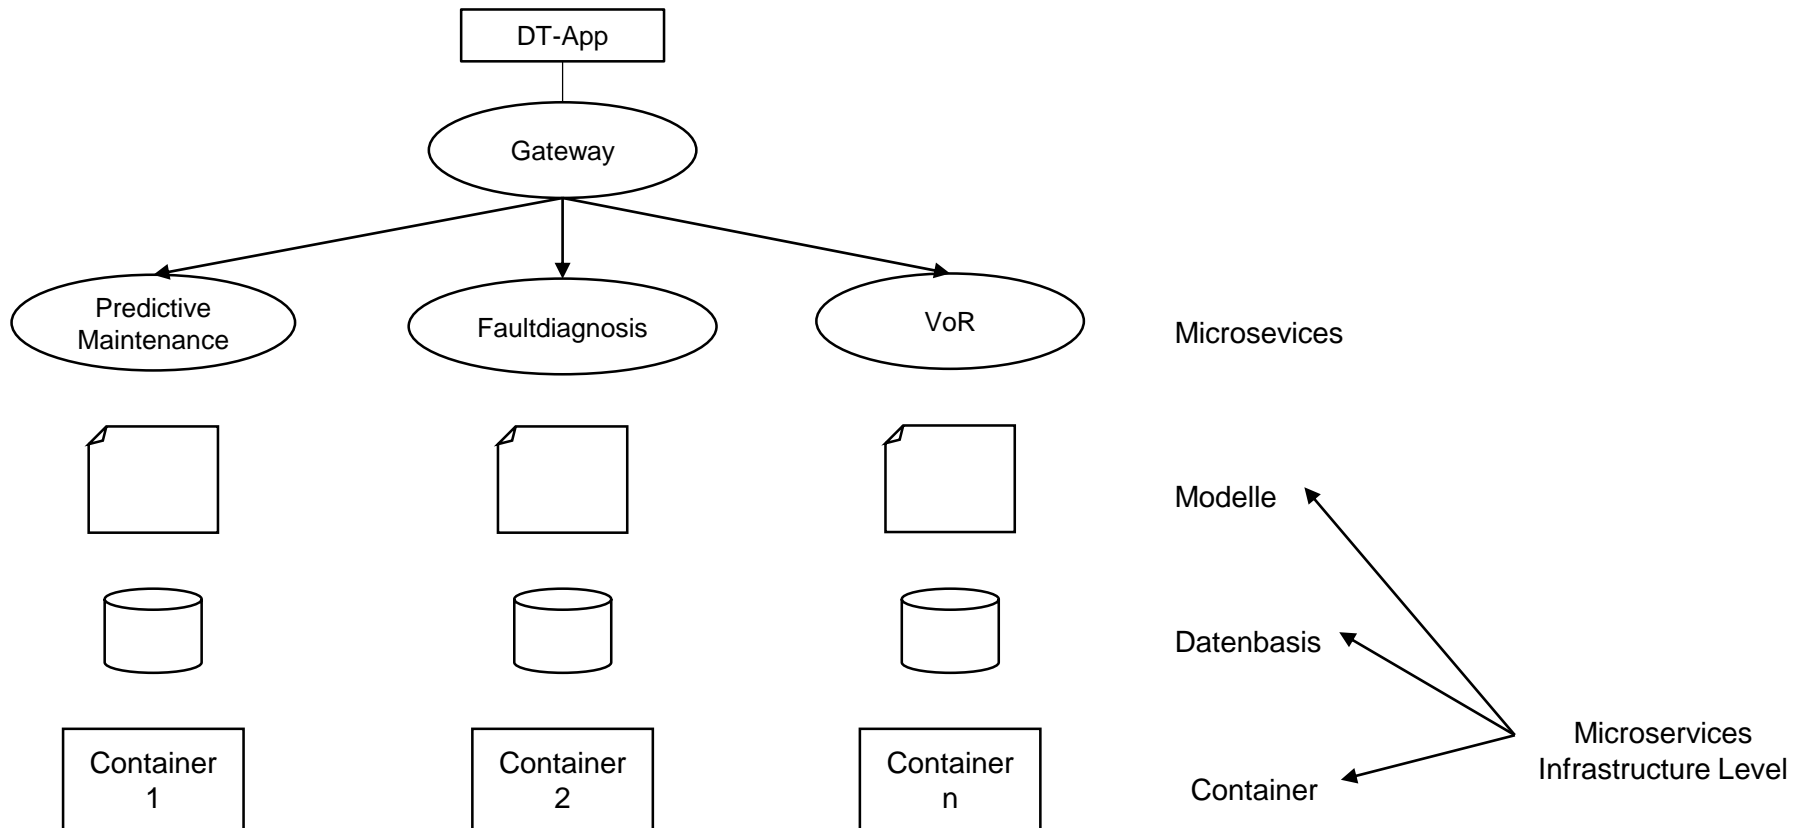 DT-App
Gateway
Predictive
Maintenance
Faultdiagnosis
VoR
Microsevices
Modelle
Datenbasis
Container
1
Container
2
Container
n
Container
Microservices
Infrastructure Level